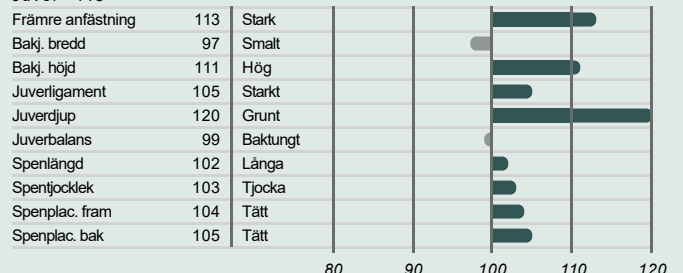 Främre anfästning 113 Stark
Bakj. bredd 97 Smalt
Bakj. höjd 111 Hög
Juverligament 105 Starkt
Juverdjup 120 Grunt
Juverbalans 99 Baktungt
Spenlängd 102 Långa
Spentjocklek 103 Tjocka
Spenplac. fram 104 Tätt
Spenplac. bak 105 Tätt
80 90 100 110 120